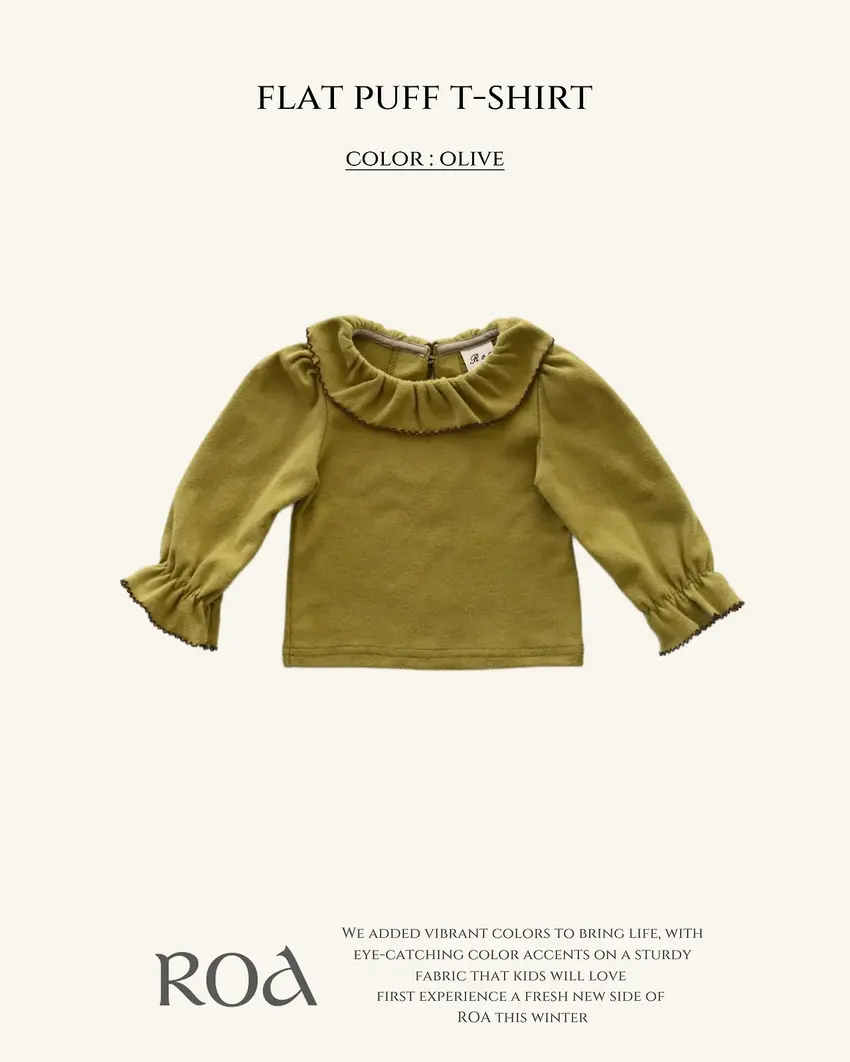 FLAT PUFF T-SHIRT
COLOR : OLIVE
ROA
WE ADDED VIBRANT COLORS TO BRING LIFE, WITH
EYE-CATCHING COLOR ACCENTS ON A STURDY
FABRIC THAT KIDS WILL LOVE
FIRST EXPERIENCE A FRESH NEW SIDE OF
ROA THIS WINTER